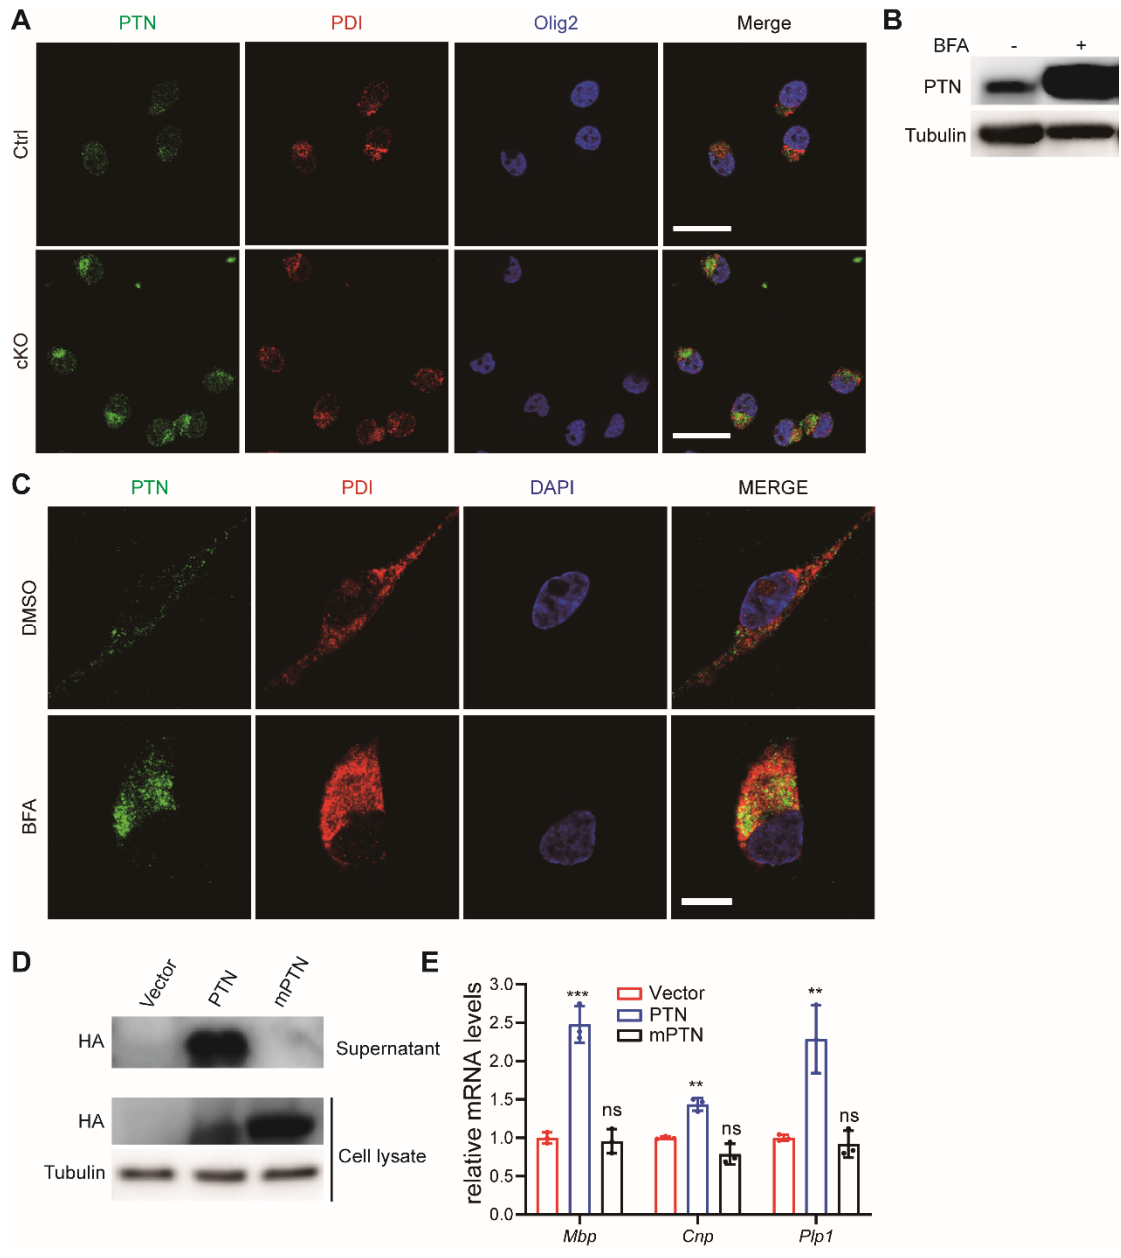 A
PTN PDI Olig2 Merge
Ctrl
cKO
B
BFA - +
PTN
Tubulin
C
PTN PDI DAPI MERGE
DMSO
BFA
D
Vector PTN mPTN
HA Supernatant
HA
Cell lysate
Tubulin
E
relative mRNA levels
3.0
2.5
2.0
1.5
1.0
0.5
0.0
Vector
PTN
mPTN
*** ns
** ns
** ns
Mbp Cnp Plp1